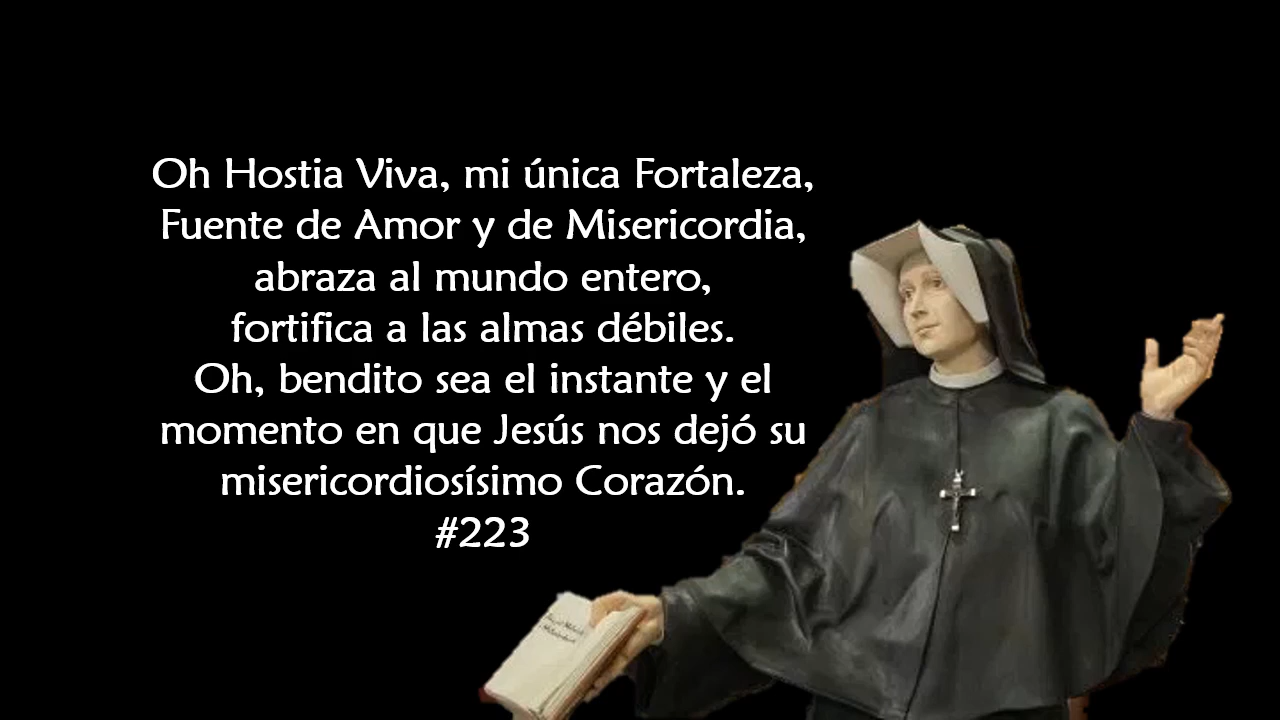 Oh Hostia Viva, mi única Fortaleza,
Fuente de Amor y de Misericordia,
abraza al mundo entero,
fortifica a las almas débiles.
Oh, bendito sea el instante y el
momento en que Jesús nos dejó su
misericordiosísimo Corazón.
#223